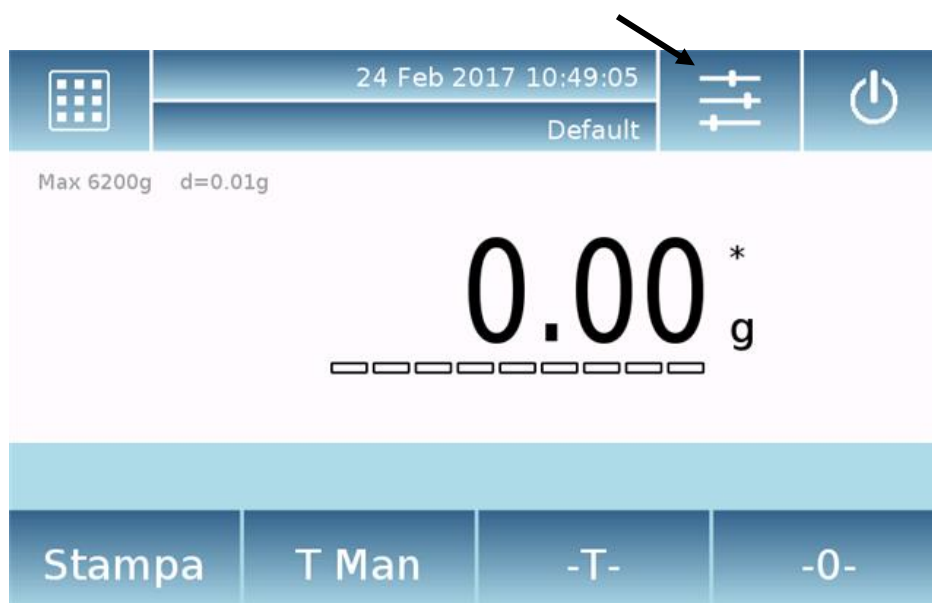 24 Feb 2017 10:49:05
Default
Max 6200g d=0.01g
0.00 *
g
Stampa T Man -T- -0-